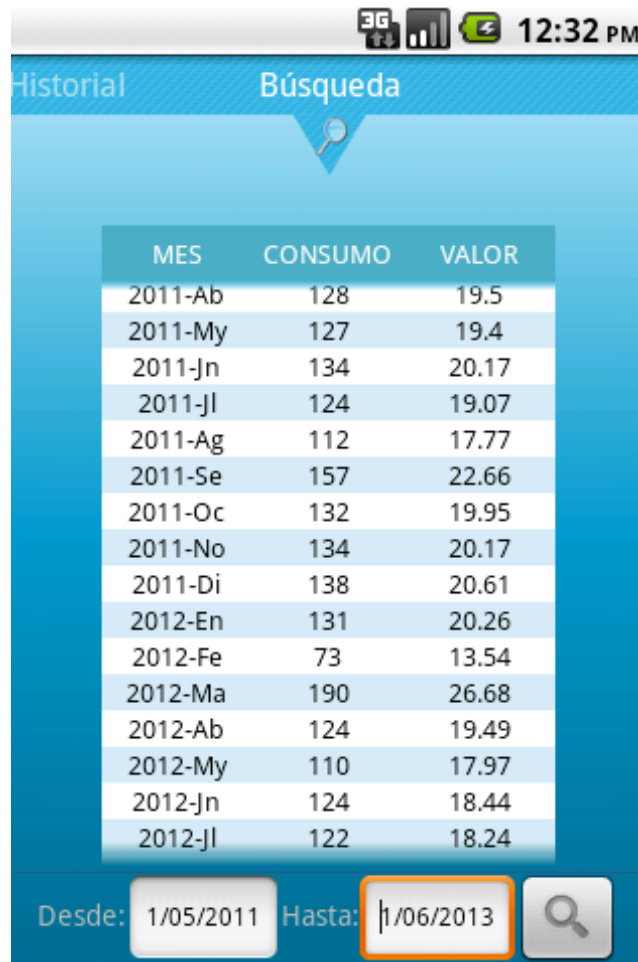 3G 12:32 PM
Historial Búsqueda
MES CONSUMO VALOR
2011-Ab 128 19.5
2011-My 127 19.4
2011-Jn 134 20.17
2011-Jl 124 19.07
2011-Ag 112 17.77
2011-Se 157 22.66
2011-Oc 132 19.95
2011-No 134 20.17
2011-Di 138 20.61
2012-En 131 20.26
2012-Fe 73 13.54
2012-Ma 190 26.68
2012-Ab 124 19.49
2012-My 110 17.97
2012-Jn 124 18.44
2012-Jl 122 18.24
Desde: 1/05/2011 Hasta: 1/06/2013